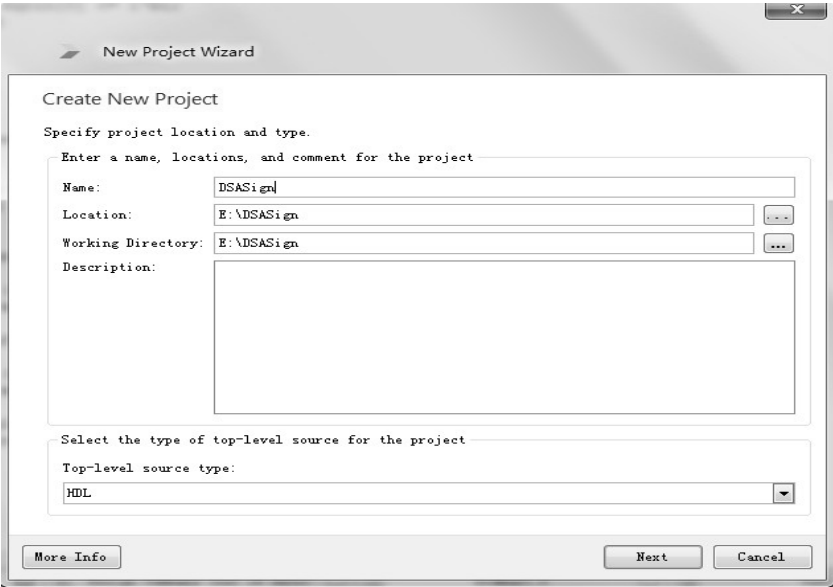 New Project Wizard
Create New Project
Specify project location and type.
Enter a name, locations, and comment for the project
Name: DSASign
Location: E:\DSASign ...
Working Directory: E:\DSASign ...
Description:
Select the type of top-level source for the project
Top-level source type:
HDL
More Info Next Cancel